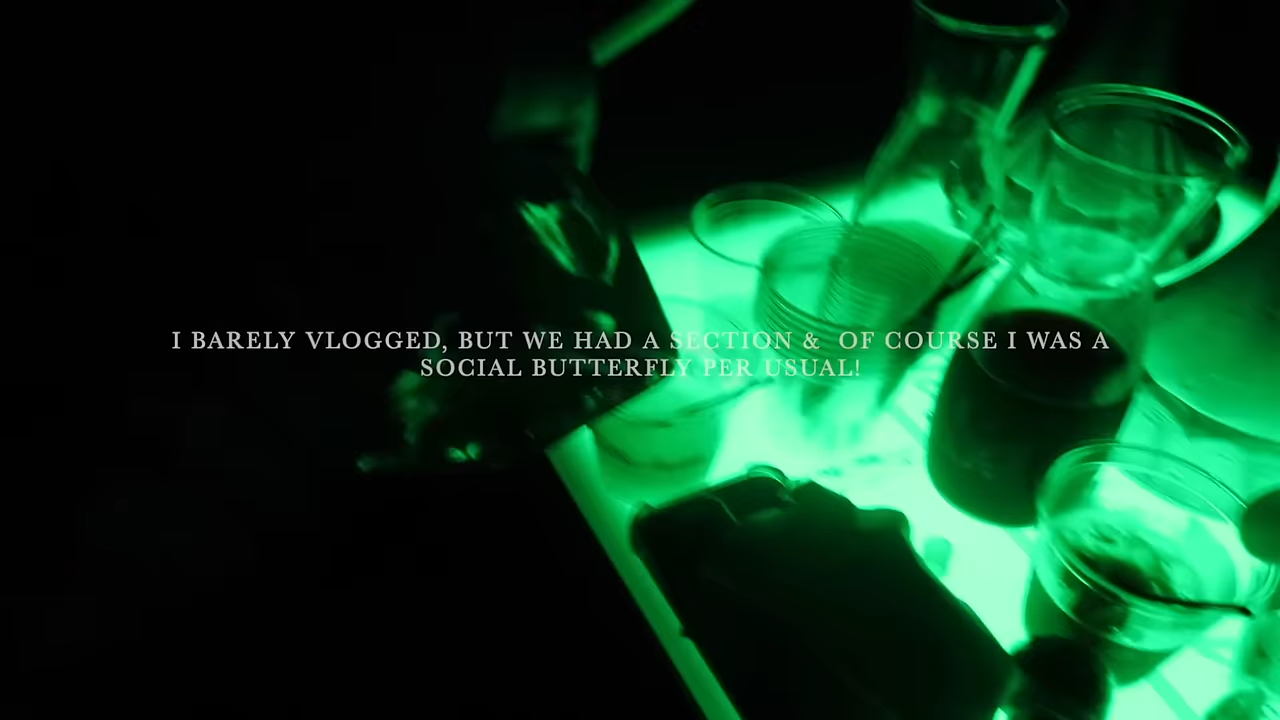 I BARELY VLOGGED, BUT WE HAD A SECTION &  OF COURSE I WAS A
SOCIAL BUTTERFLY PER USUAL!